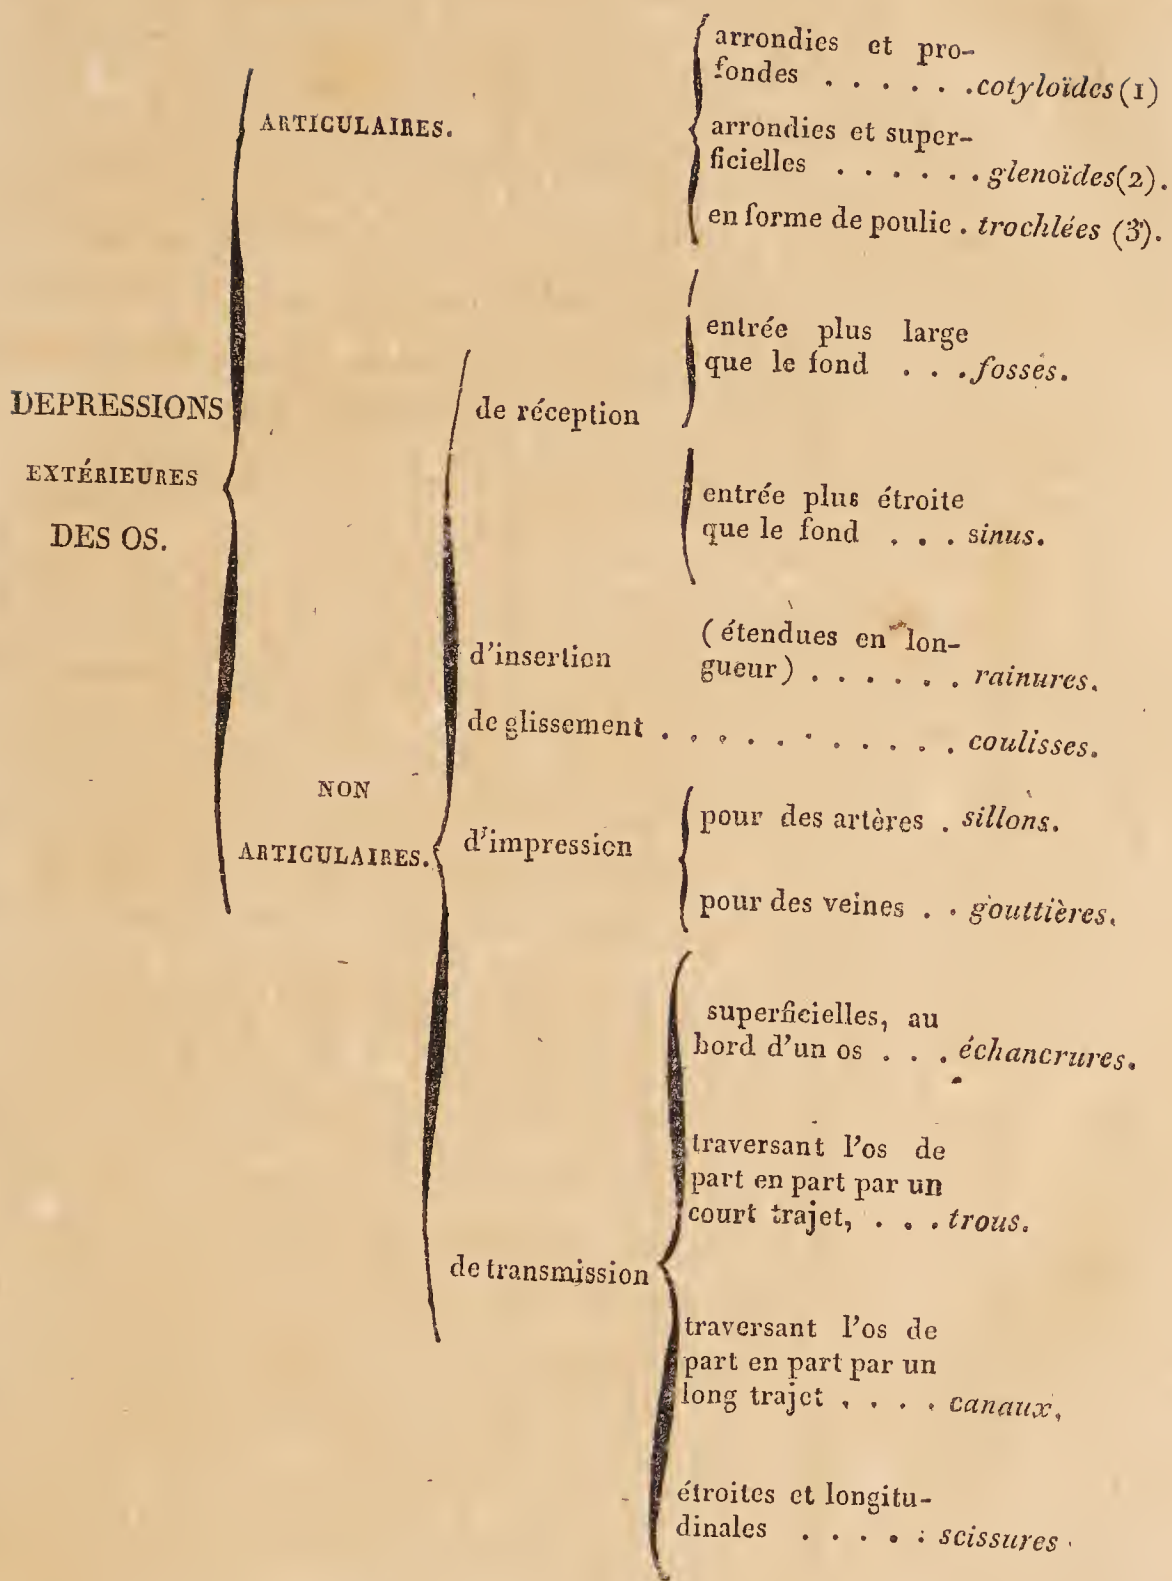 DEPRESSIONS
EXTÉRIEURES
DES OS.
ARTICULAIRES.
arrondies et pro-
fondes . . . . . . cotyloïdes (1)
arrondies et super-
ficielles . . . . . . glenoïdes (2).
en forme de poulie . trochlées (3).
NON
ARTICULAIRES.
de réception
entrée plus large
que le fond . . . fosses.
entrée plus étroite
que le fond . . . sinus.
d'insertion
(étendues en lon-
gueur) . . . . . . rainures.
de glissement . . . . . . . . . . . coulisses.
d'impression
pour des artères . sillons.
pour des veines . . gouttières.
de transmission
superficielles, au
bord d'un os . . . échancrures.
traversant l'os de
part en part par un
court trajet, . . . trous.
traversant l'os de
part en part par un
long trajet . . . . canaux,
étroites et longitu-
dinales . . . . . scissures.